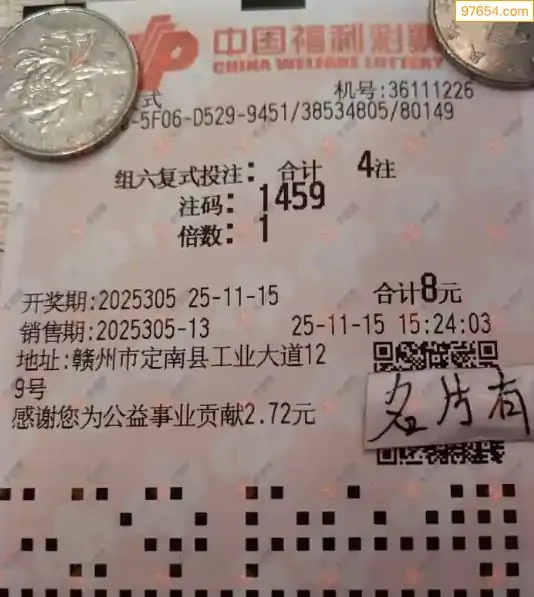 97654.com
中国福利彩票
CHINA WELFARE LOTTERY
式
机号:36111226
-5F06-D529-9451/38534805/80149
组六复式投注: 合计 4注
注码: 1459
倍数: 1
开奖期:2025305 25-11-15 合计8元
销售期:2025305-13 25-11-15 15:24:03
地址:赣州市定南县工业大道12
9号
感谢您为公益事业贡献2.72元
名片有